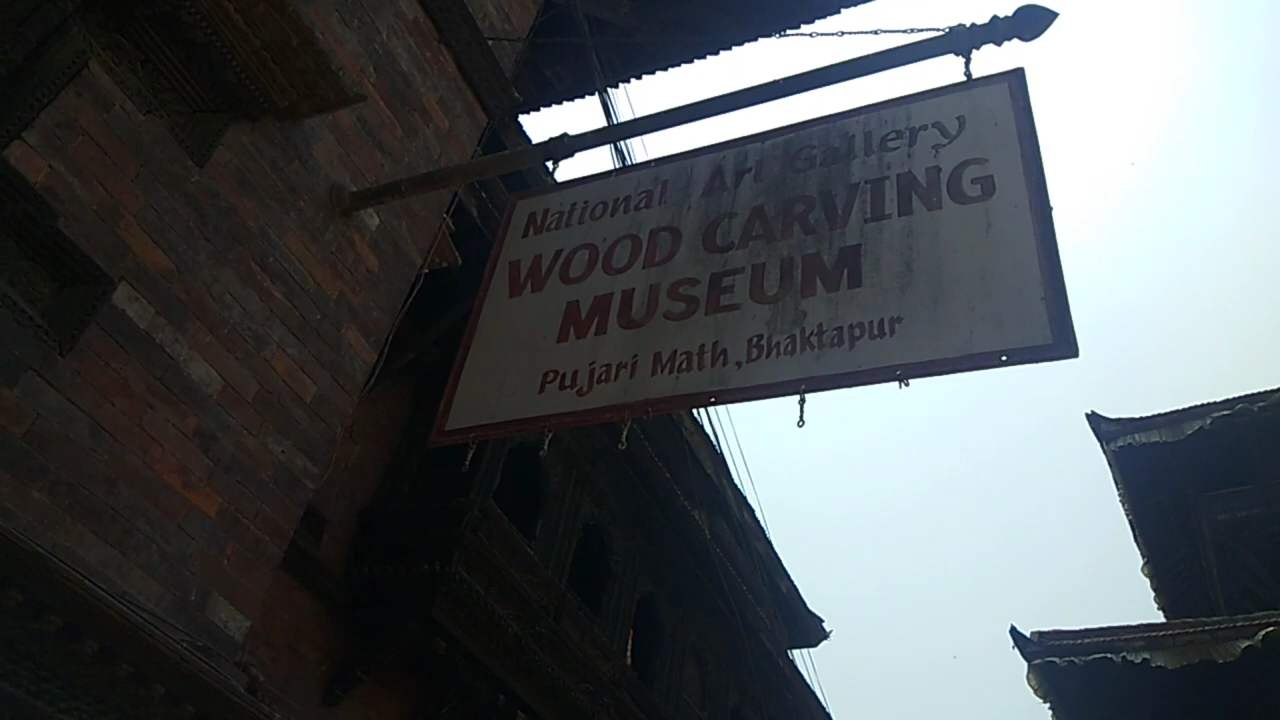 National Art Gallery
WOOD CARVING
MUSEUM
Pujari Math, Bhaktapur